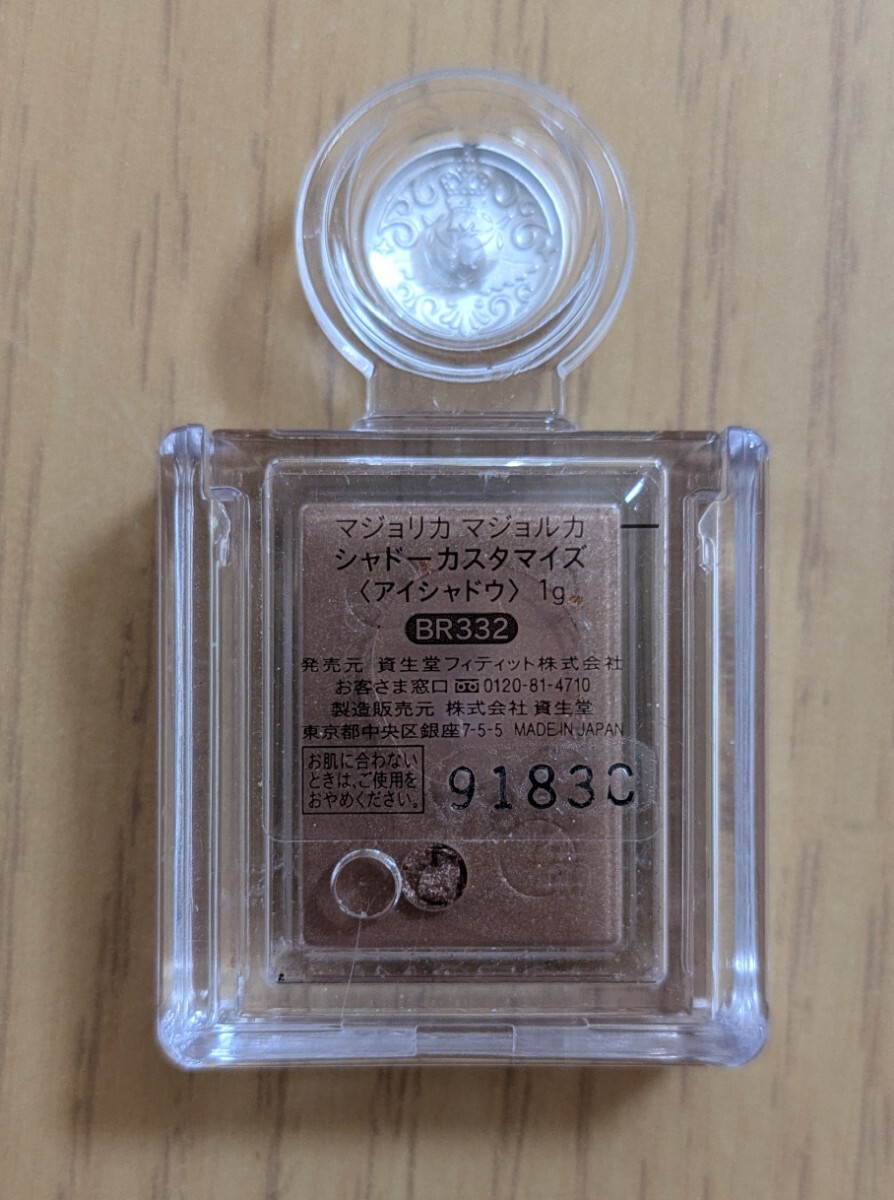 マジョリカ マジョルカ
シャドーカスタマイズ
〈アイシャドウ〉 1g
BR332
発売元 資生堂フィティット株式会社
お客さま窓口 0120-81-4710
製造販売元 株式会社 資生堂
東京都中央区銀座7-5-5 MADE IN JAPAN
お肌に合わない
ときは、ご使用を
おやめください。
9183C